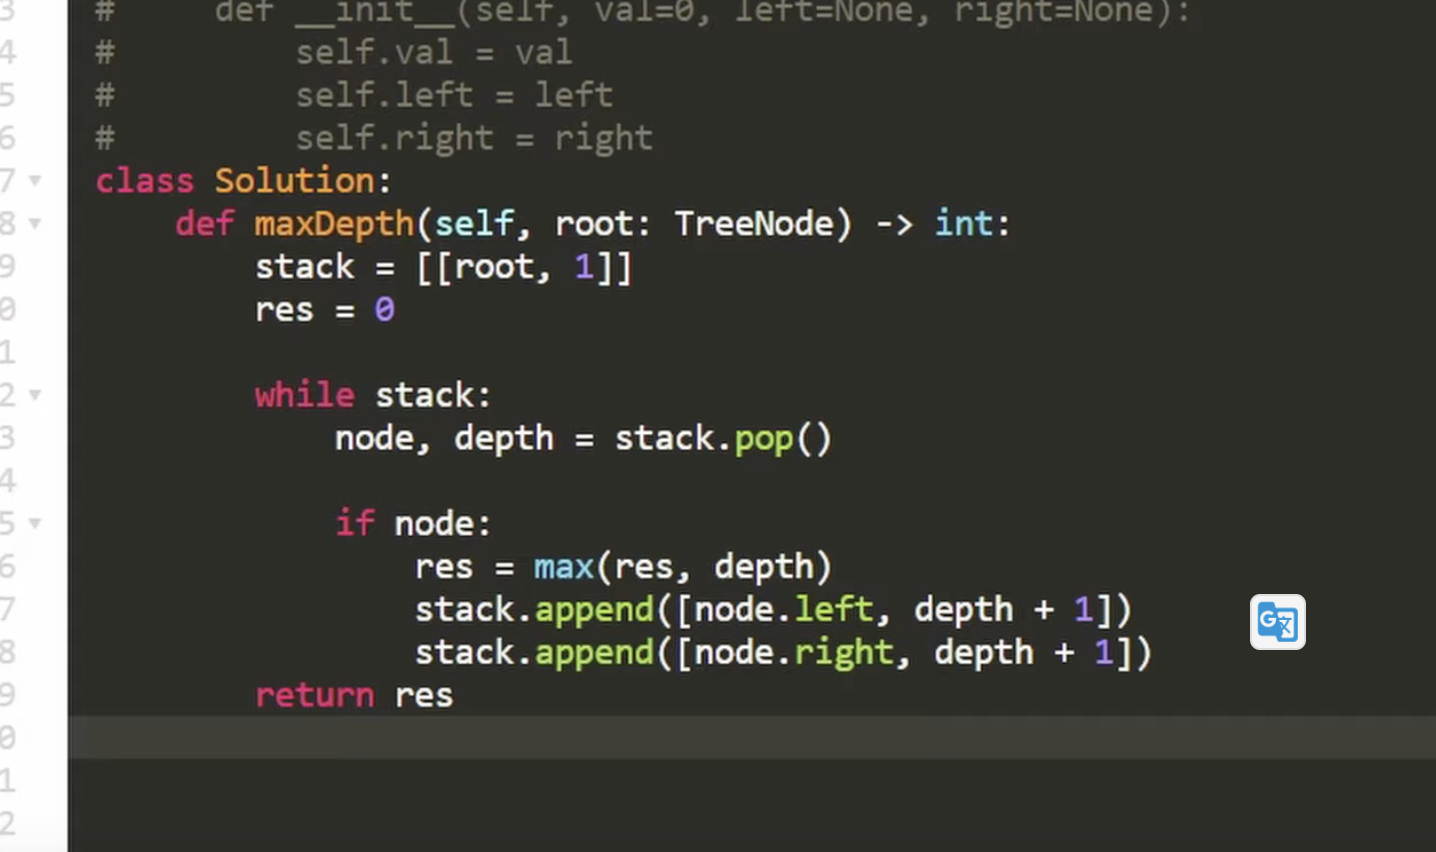 3 #     def __init__(self, val=0, left=None, right=None):
4 #         self.val = val
5 #         self.left = left
6 #         self.right = right
7 class Solution:
8     def maxDepth(self, root: TreeNode) -> int:
9         stack = [[root, 1]]
0         res = 0
1
2         while stack:
3             node, depth = stack.pop()
4
5             if node:
6                 res = max(res, depth)
7                 stack.append([node.left, depth + 1])
8                 stack.append([node.right, depth + 1])
9         return res
0
1
2
G